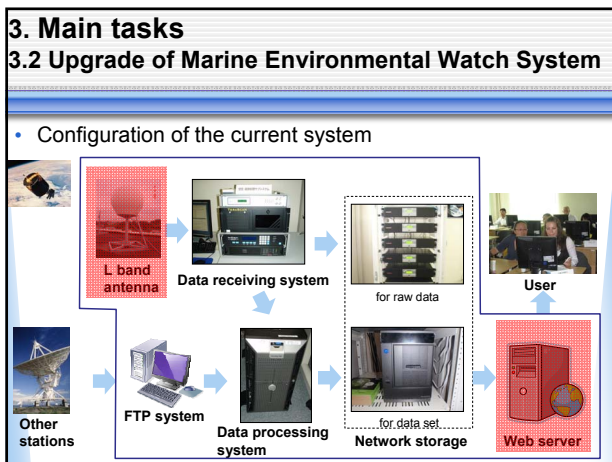 3. Main tasks
3.2 Upgrade of Marine Environmental Watch System
• Configuration of the current system
L band
antenna
Data receiving system
for raw data
User
Other
stations
FTP system
Data processing
system
for data set
Network storage
Web server